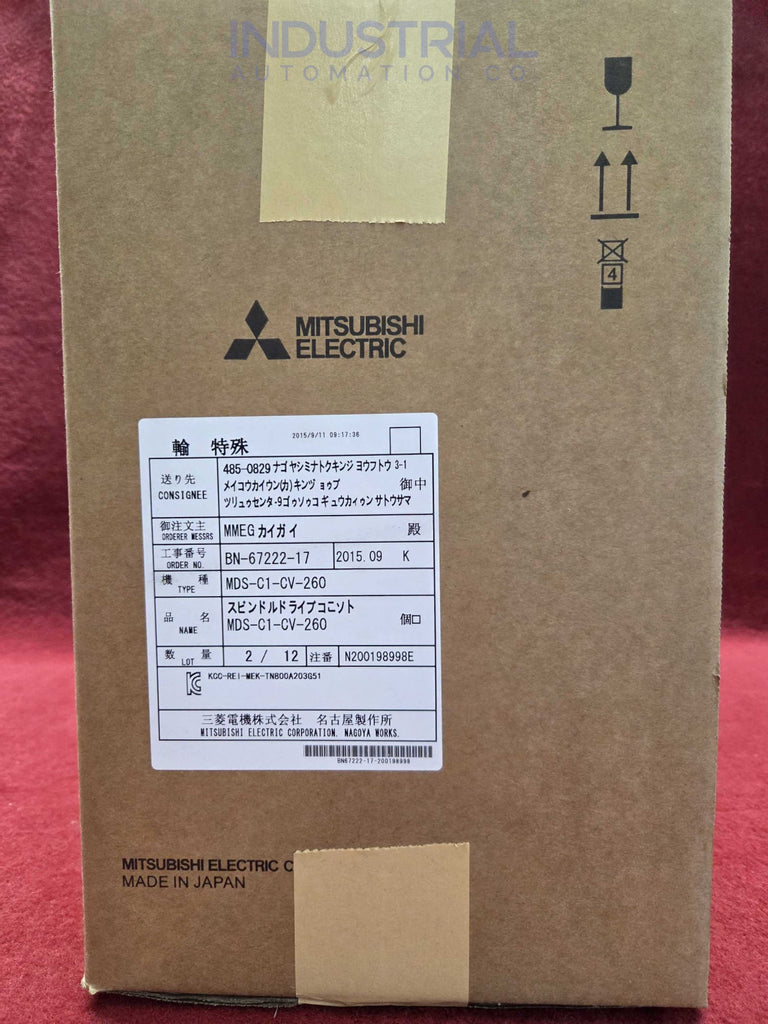 INDUSTRIAL
AUTOMATION CO
4
MITSUBISHI
ELECTRIC
輸 特殊
2015/9/11 09:17:36
送り先
CONSIGNEE
485-0829 ナゴヤシミナトクキンジ ヨウフトウ 3-1
メイコウカイウン(カ)キンヅ ョゥブ 御中
ツリュゥセンタ-9ゴゥソゥコ ギュウカィゥン サトウサマ
御注文主
ORDERER MESSRS
MMEG カイガイ 殿
工事番号
ORDER NO.
BN-67222-17 2015.09 K
機 種
TYPE
MDS-C1-CV-260
品 名
NAME
スピンドルドライブユニット
MDS-C1-CV-260 個口
数 量
LOT
2 / 12 注番 N200198998E
KCC-REI-MEK-TN800A203G51
三菱電機株式会社 名古屋製作所
MITSUBISHI ELECTRIC CORPORATION. NAGOYA WORKS.
BN67222-17-200198998
MITSUBISHI ELECTRIC C
MADE IN JAPAN